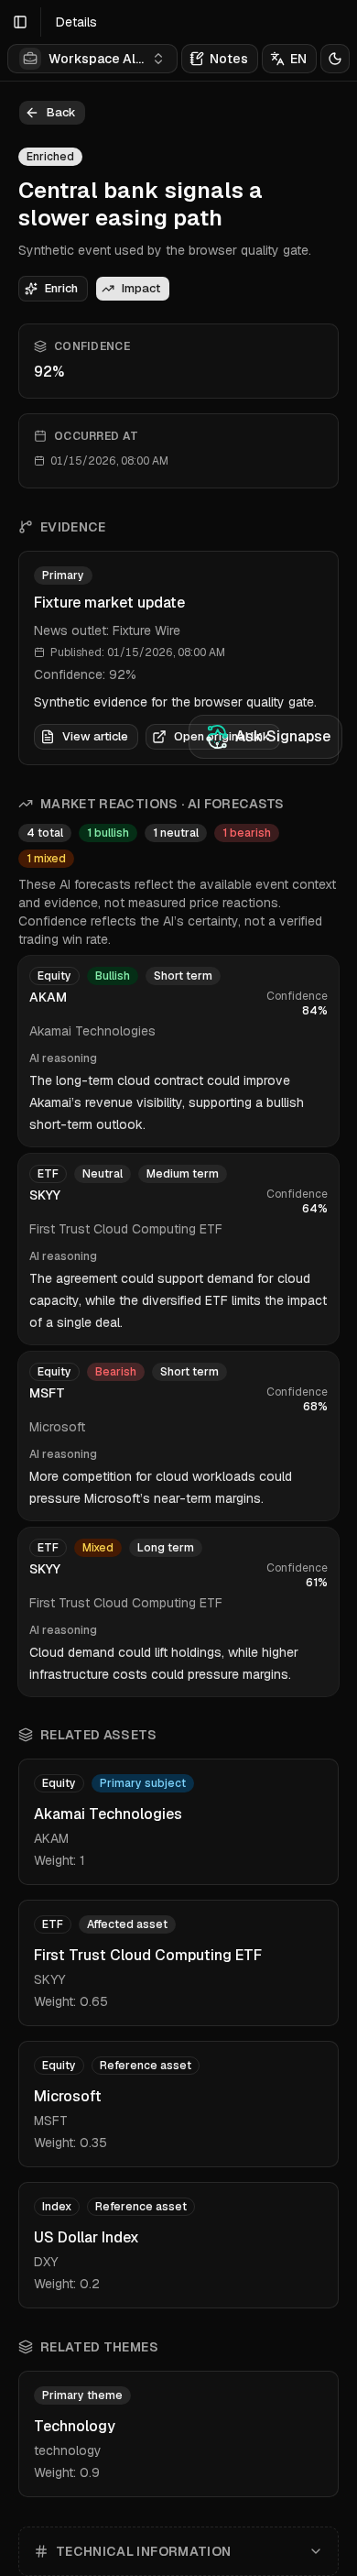 Details
Workspace Al...
Notes
EN
Back
Enriched
Central bank signals a
slower easing path
Synthetic event used by the browser quality gate.
Enrich
Impact
CONFIDENCE
92%
OCCURRED AT
01/15/2026, 08:00 AM
EVIDENCE
Primary
Fixture market update
News outlet: Fixture Wire
Published: 01/15/2026, 08:00 AM
Confidence: 92%
Synthetic evidence for the browser quality gate.
View article
Open
Ask Signapse
MARKET REACTIONS · AI FORECASTS
4 total
1 bullish
1 neutral
1 bearish
1 mixed
These AI forecasts reflect the available event context
and evidence, not measured price reactions.
Confidence reflects the AI's certainty, not a verified
trading win rate.
Equity
Bullish
Short term
AKAM
Confidence
84%
Akamai Technologies
AI reasoning
The long-term cloud contract could improve
Akamai's revenue visibility, supporting a bullish
short-term outlook.
ETF
Neutral
Medium term
SKYY
Confidence
64%
First Trust Cloud Computing ETF
AI reasoning
The agreement could support demand for cloud
capacity, while the diversified ETF limits the impact
of a single deal.
Equity
Bearish
Short term
MSFT
Confidence
68%
Microsoft
AI reasoning
More competition for cloud workloads could
pressure Microsoft's near-term margins.
ETF
Mixed
Long term
SKYY
Confidence
61%
First Trust Cloud Computing ETF
AI reasoning
Cloud demand could lift holdings, while higher
infrastructure costs could pressure margins.
RELATED ASSETS
Equity
Primary subject
Akamai Technologies
AKAM
Weight: 1
ETF
Affected asset
First Trust Cloud Computing ETF
SKYY
Weight: 0.65
Equity
Reference asset
Microsoft
MSFT
Weight: 0.35
Index
Reference asset
US Dollar Index
DXY
Weight: 0.2
RELATED THEMES
Primary theme
Technology
technology
Weight: 0.9
TECHNICAL INFORMATION